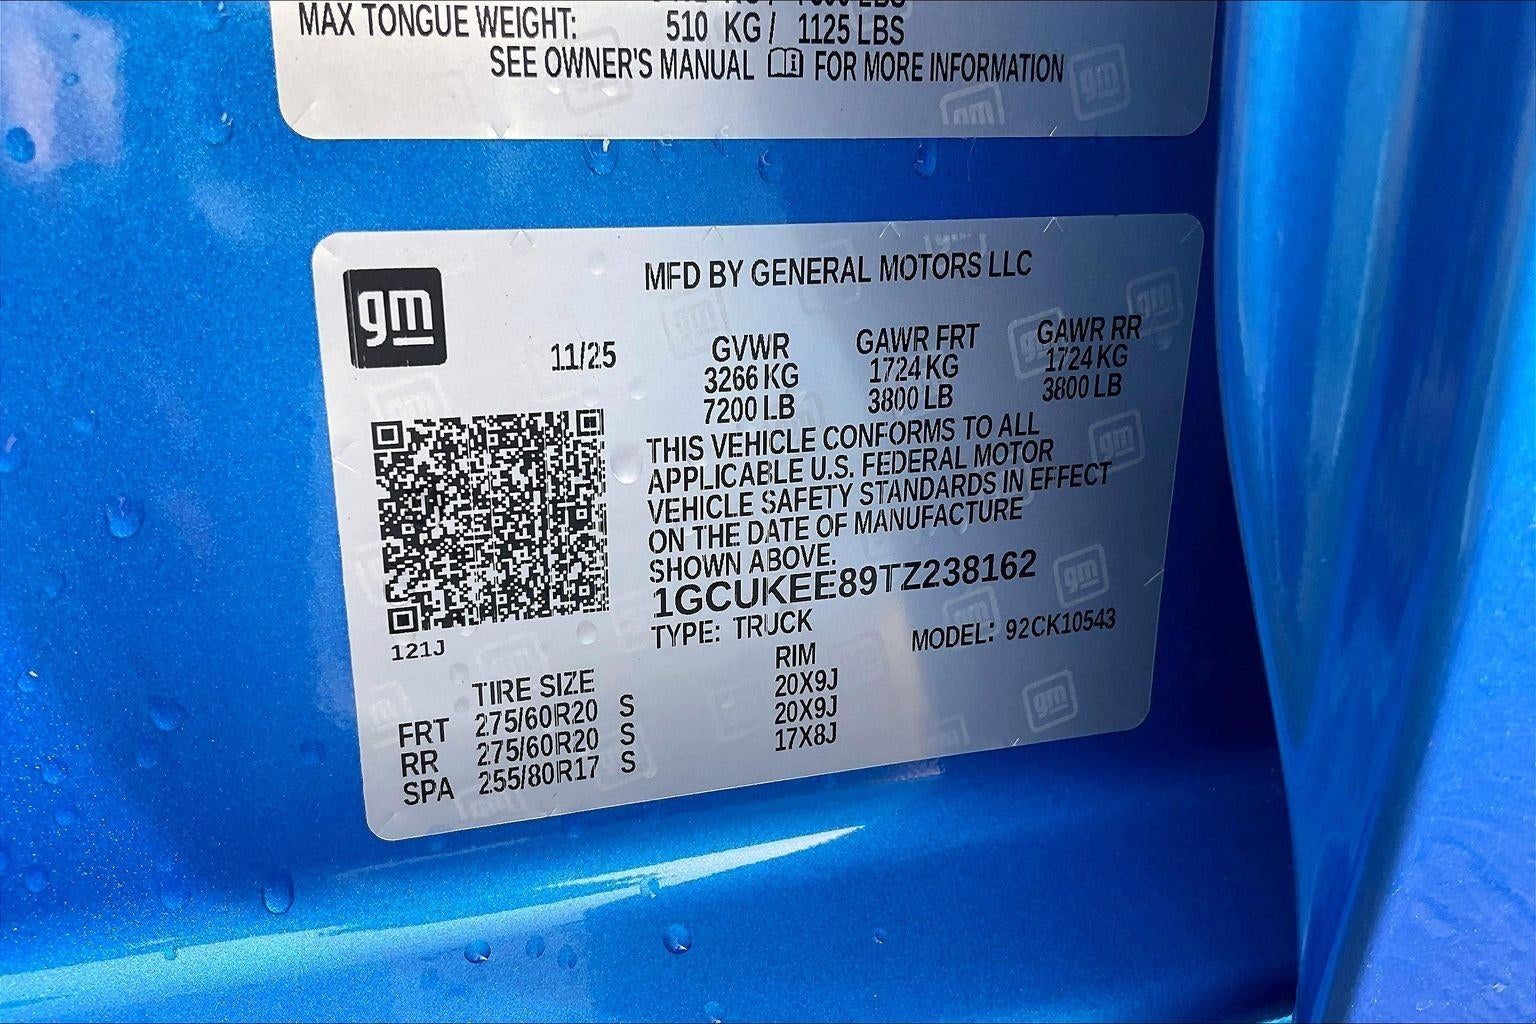 MAX TONGUE WEIGHT: 510 KG / 1125 LBS
SEE OWNER'S MANUAL FOR MORE INFORMATION
gm
MFD BY GENERAL MOTORS LLC
11/25
GVWR GAWR FRT GAWR RR
3266 KG 1724 KG 1724 KG
7200 LB 3800 LB 3800 LB
THIS VEHICLE CONFORMS TO ALL
APPLICABLE U.S. FEDERAL MOTOR
VEHICLE SAFETY STANDARDS IN EFFECT
ON THE DATE OF MANUFACTURE
SHOWN ABOVE.
1GCUKEE89TZ238162
TYPE: TRUCK MODEL: 92CK10543
121J
TIRE SIZE RIM
FRT 275/60R20 S 20X9J
RR 275/60R20 S 20X9J
SPA 255/80R17 S 17X8J